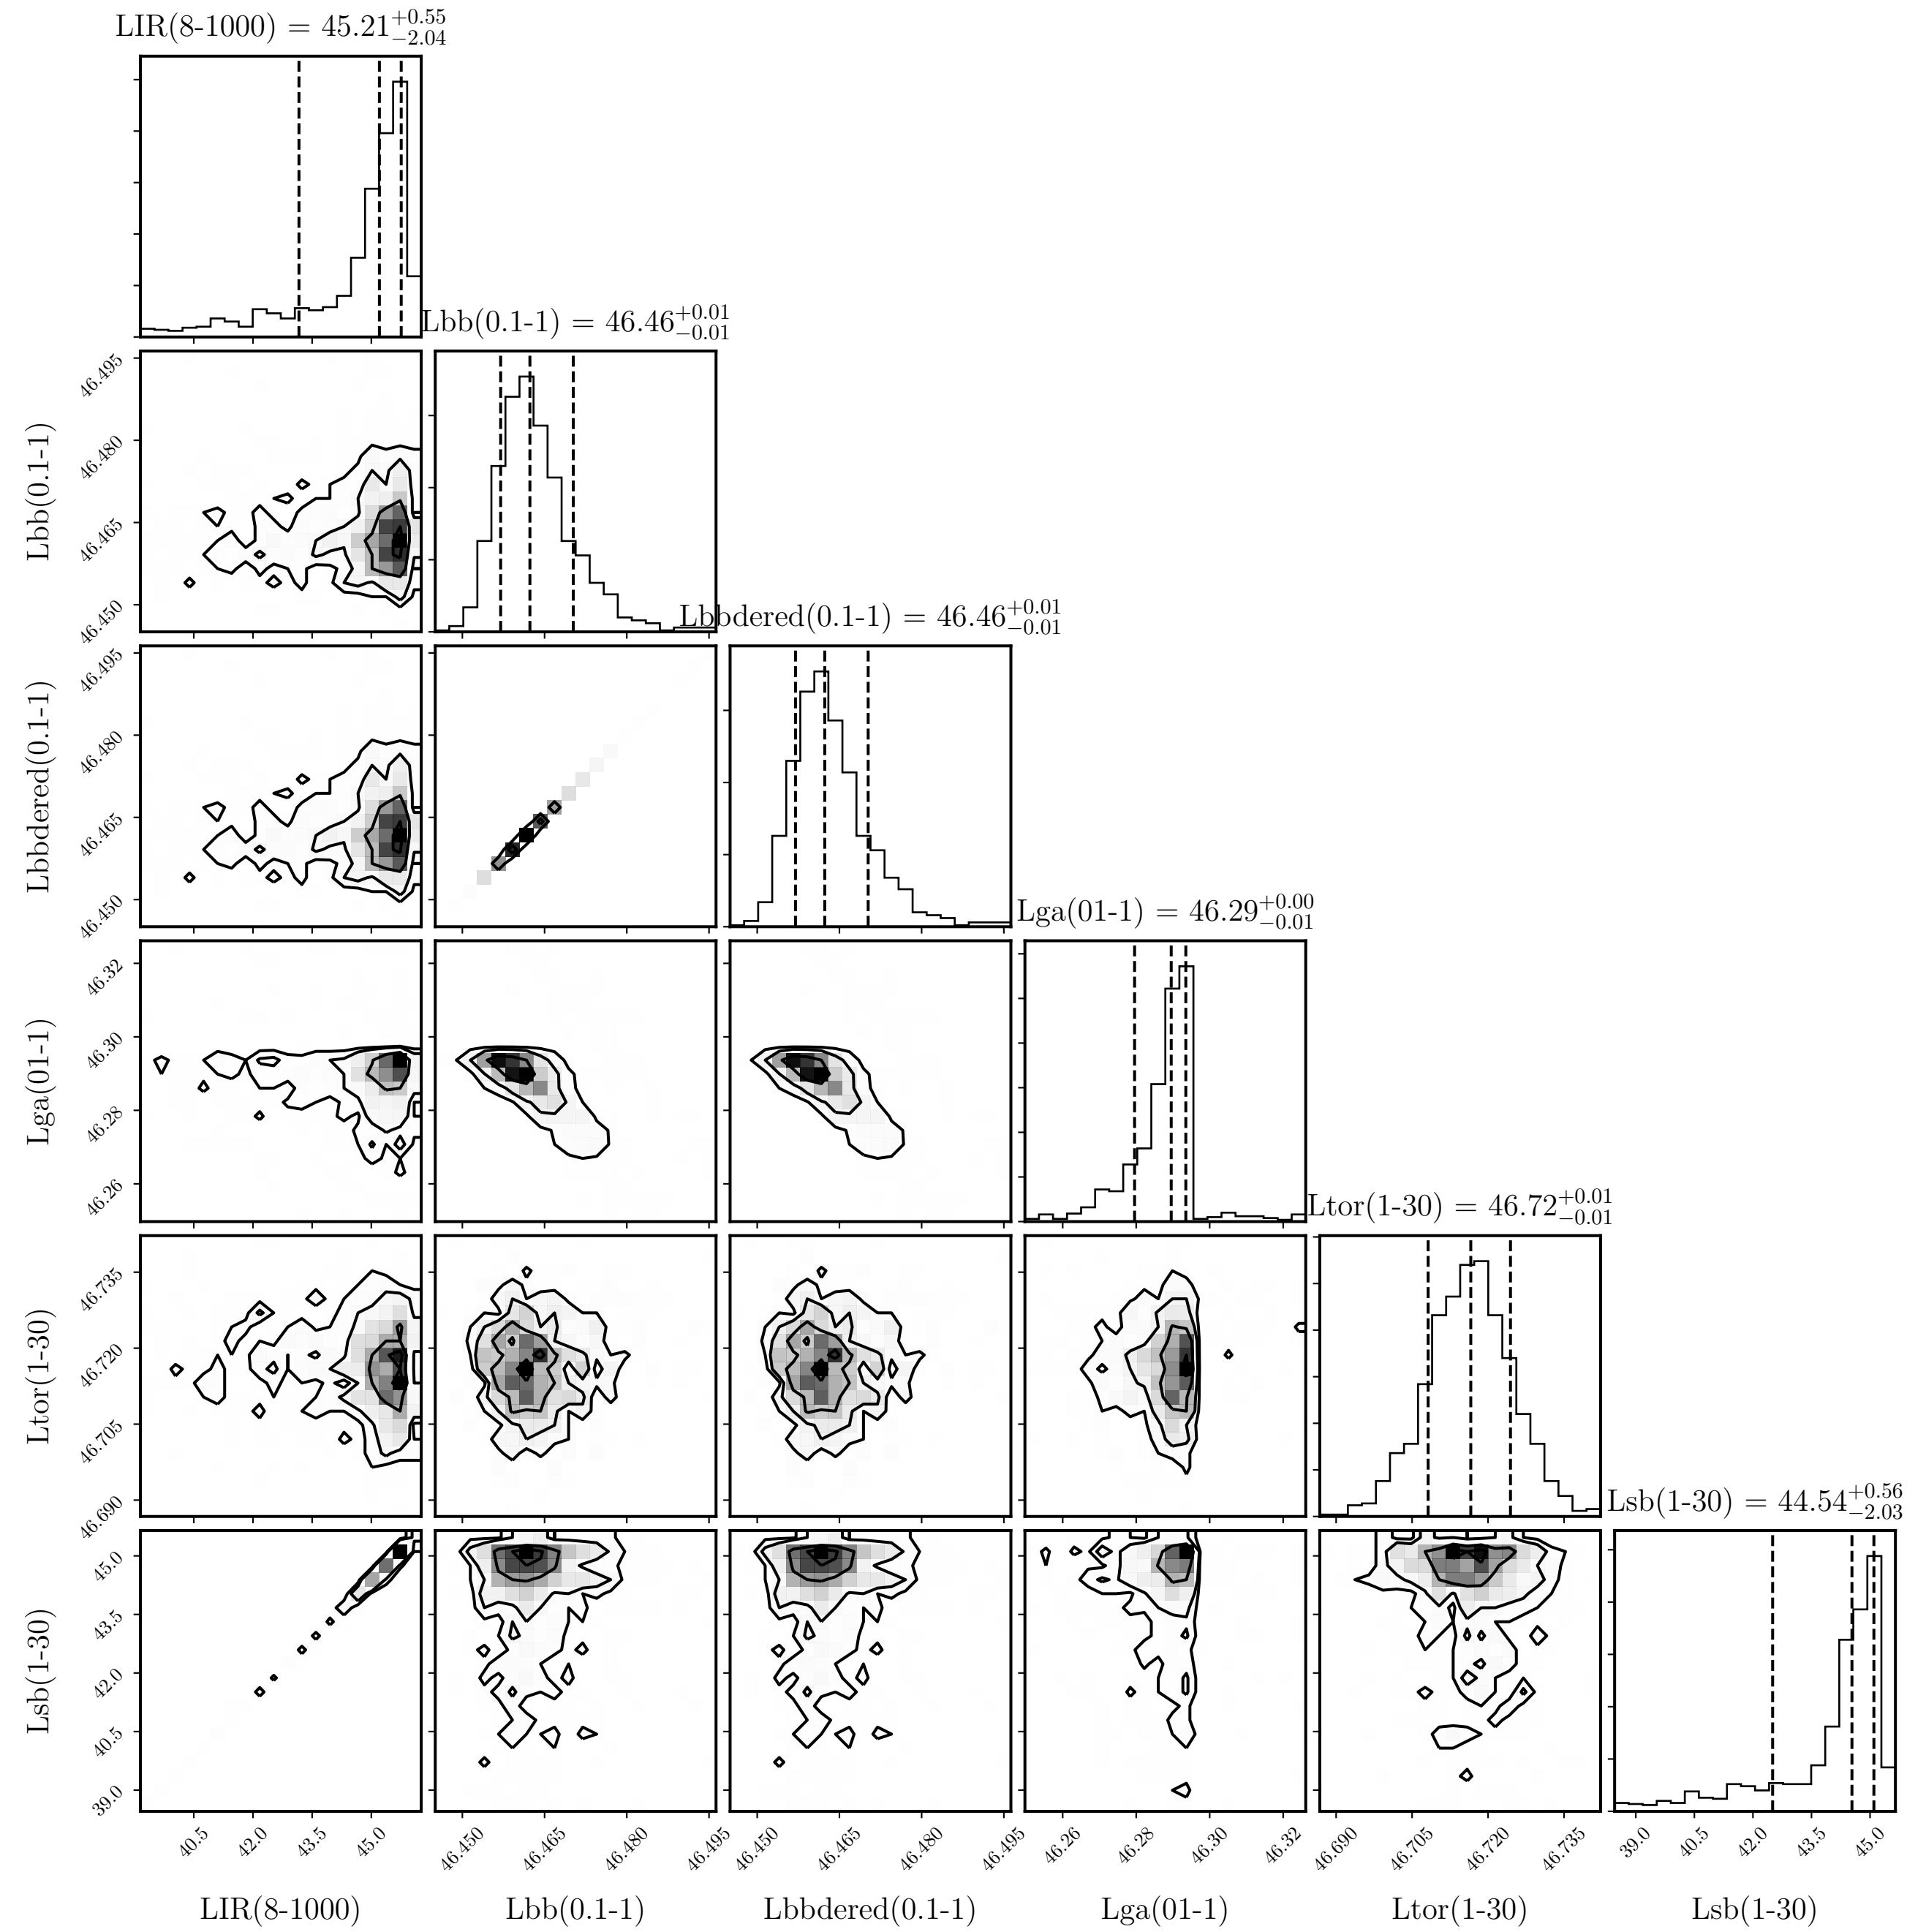 LIR(8-1000) = 45.21+0.55 −2.04
Lbb(0.1-1) = 46.46+0.01 −0.01
46.495
46.480
46.465
46.450
Lbb(0.1-1)
Lbbdered(0.1-1) = 46.46+0.01 −0.01
46.495
46.480
46.465
46.450
Lbbdered(0.1-1)
Lga(01-1) = 46.29+0.00 −0.01
46.32
46.30
46.28
46.26
Lga(01-1)
Ltor(1-30) = 46.72+0.01 −0.01
46.735
46.720
46.705
46.690
Ltor(1-30)
Lsb(1-30) = 44.54+0.56 −2.03
45.0
43.5
42.0
40.5
39.0
Lsb(1-30)
40.5 42.0 43.5 45.0
46.450 46.465 46.480 46.495
46.450 46.465 46.480 46.495
46.26 46.28 46.30 46.32
46.690 46.705 46.720 46.735
39.0 40.5 42.0 43.5 45.0
LIR(8-1000) Lbb(0.1-1) Lbbdered(0.1-1) Lga(01-1) Ltor(1-30) Lsb(1-30)